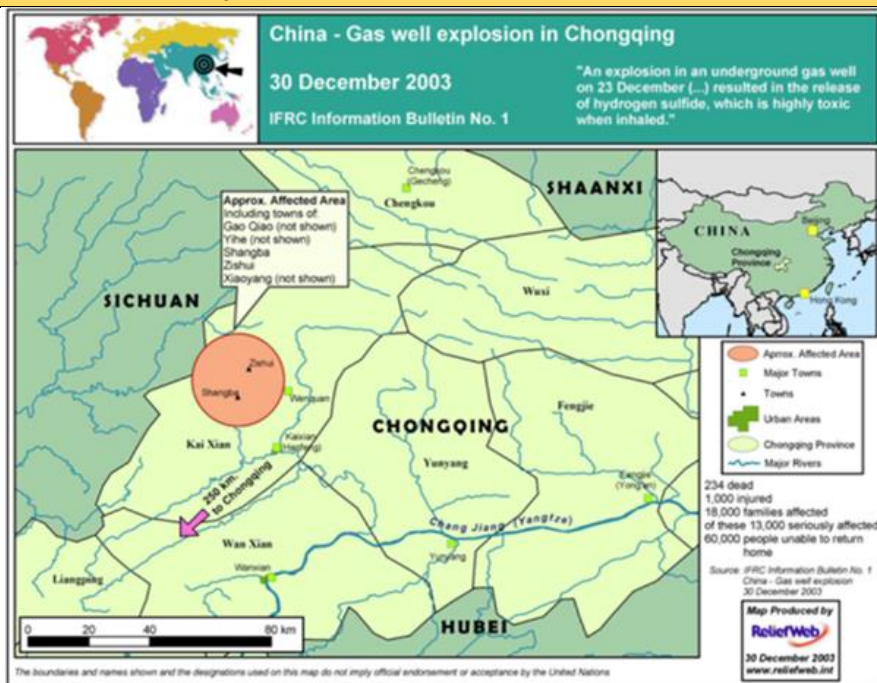 China - Gas well explosion in Chongqing
30 December 2003
IFRC Information Bulletin No. 1
"An explosion in an underground gas well
on 23 December (...) resulted in the release
of hydrogen sulfide, which is highly toxic
when inhaled."
Approx. Affected Area
Including towns of:
Gao Qiao (not shown)
Yihe (not shown)
Shangba
Zishui
Xiaoyang (not shown)
Chengkou
(Gecheng)
Chengkou
SHAANXI
SICHUAN
Wuxi
Zishui
Shangba
Wenquan
Kai Xian
Kaixian
(Hanfeng)
CHONGQING
Yunyang
Fengjie
Fengjie
(Yong'an)
250 km.
to Chongqing
Chang Jiang (Yangtze)
Wan Xian
Yunyang
Liangping
Wanxian
HUBEI
0 20 40 80 km
CHINA
Beijing
Chongqing
Province
Hong Kong
Aprox. Affected Area
Major Towns
Towns
Urban Areas
Chongqing Province
Major Rivers
234 dead
1,000 injured
18,000 families affected
of these 13,000 seriously affected
60,000 people unable to return
home
Source: IFRC Information Bulletin No. 1
China - Gas well explosion
30 December 2003
Map Produced by
ReliefWeb
30 December 2003
www.reliefweb.int
The boundaries and names shown and the designations used on this map do not imply official endorsement or acceptance by the United Nations